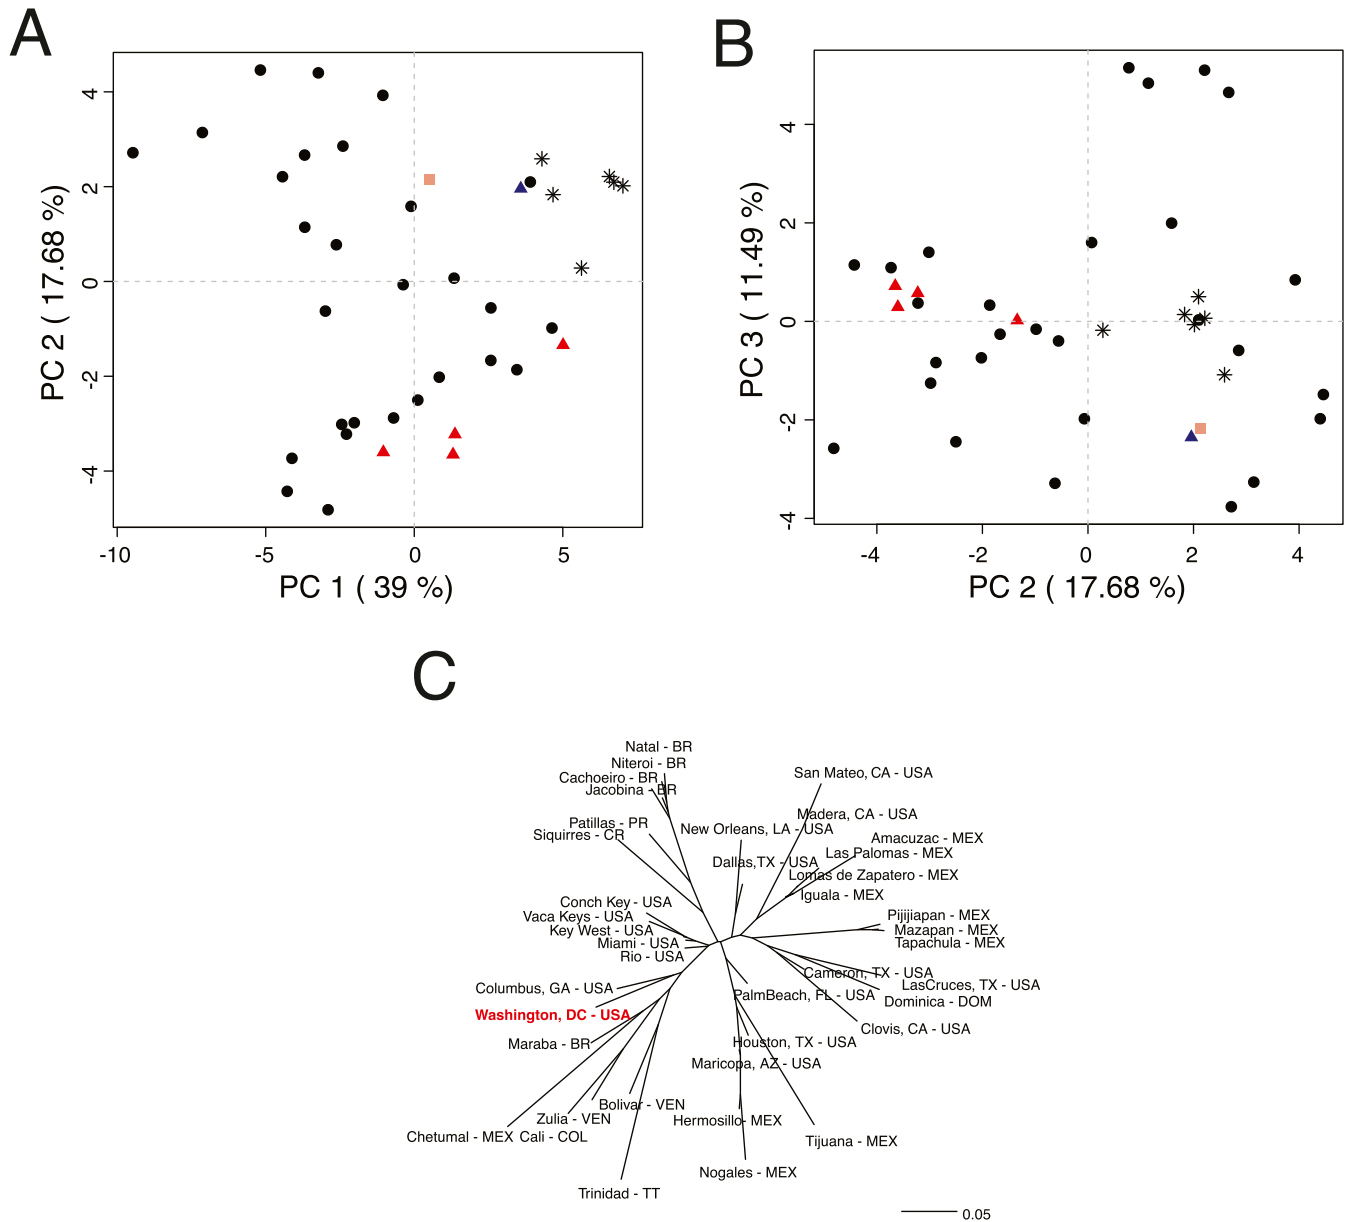 A
B
4
2
0
-2
-4
PC 2 ( 17.68 %)
-10
-5
0
5
PC 1 ( 39 %)
4
2
0
-2
-4
PC 3 ( 11.49 %)
-4
-2
0
2
4
PC 2 ( 17.68 %)
C
Natal - BR
Niteroi - BR
Cachoeiro - BR
Jacobina - BR
San Mateo, CA - USA
Madera, CA - USA
Patillas - PR
New Orleans, LA - USA
Siquirres - CR
Amacuzac - MEX
Las Palomas - MEX
Dallas,TX - USA
Lomas de Zapatero - MEX
Iguala - MEX
Conch Key - USA
Vaca Keys - USA
Key West - USA
Miami - USA
Rio - USA
Pijijiapan - MEX
Mazapan - MEX
Tapachula - MEX
Cameron, TX - USA
LasCruces, TX - USA
Columbus, GA - USA
PalmBeach, FL - USA
Dominica - DOM
Washington, DC - USA
Clovis, CA - USA
Maraba - BR
Houston, TX - USA
Maricopa, AZ - USA
Bolivar - VEN
Zulia - VEN
Hermosillo- MEX
Chetumal - MEX
Cali - COL
Tijuana - MEX
Nogales - MEX
Trinidad - TT
0.05